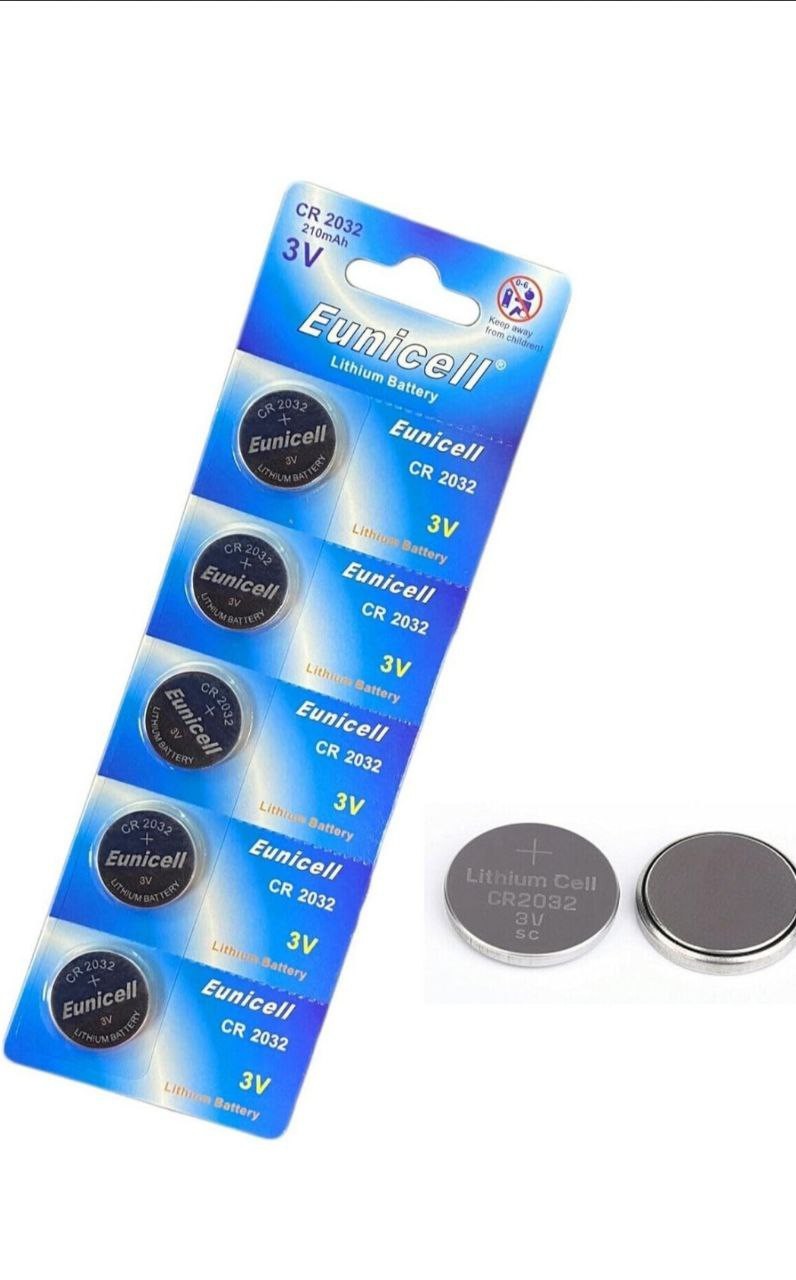 CR 2032
210mAh
3V
0-6
Keep away
from children!
Eunicell®
Lithium Battery
CR 2032
+
Eunicell
3V
LITHIUM BATTERY
Eunicell
CR 2032
3V
Lithium Battery
CR 2032
+
Eunicell
3V
LITHIUM BATTERY
Eunicell
CR 2032
3V
Lithium Battery
CR 2032
+
Eunicell
3V
LITHIUM BATTERY
Eunicell
CR 2032
3V
Lithium Battery
CR 2032
+
Eunicell
3V
LITHIUM BATTERY
Eunicell
CR 2032
3V
Lithium Battery
CR 2032
+
Eunicell
3V
LITHIUM BATTERY
Eunicell
CR 2032
3V
Lithium Battery
+
Lithium Cell
CR2032
3V
SC